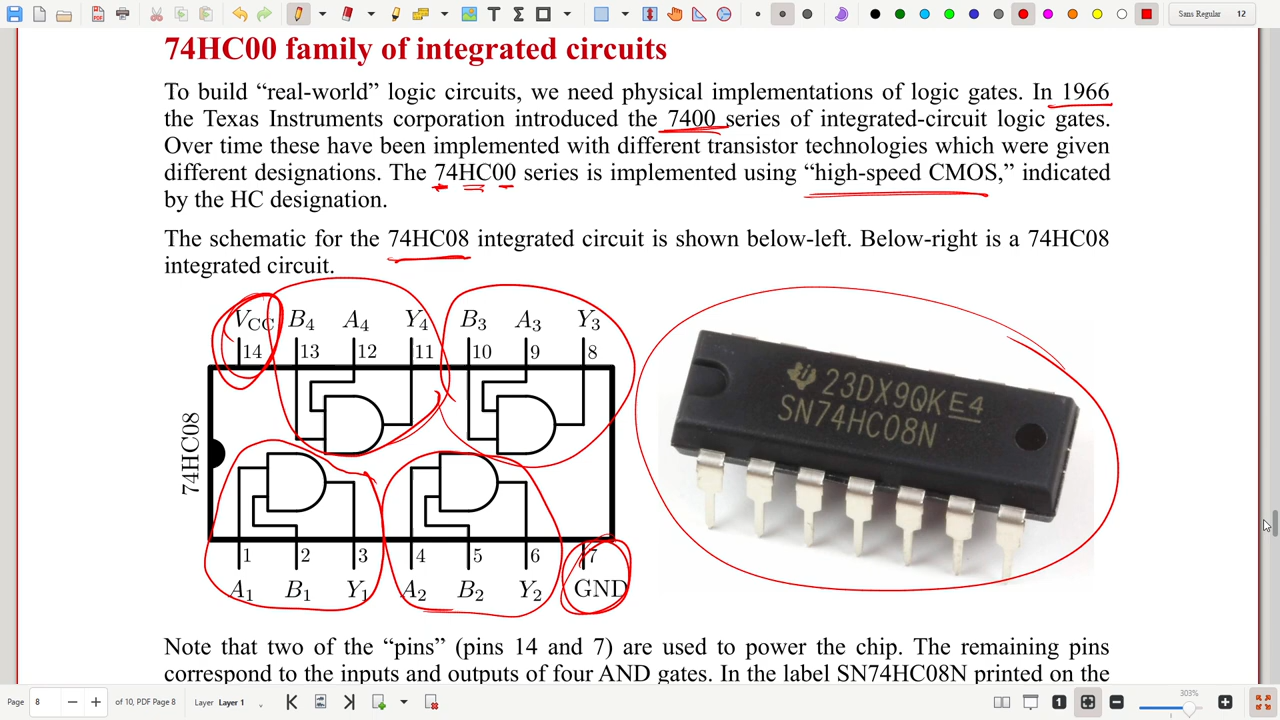 Sans Regular 12
74HC00 family of integrated circuits
To build “real-world” logic circuits, we need physical implementations of logic gates. In 1966
the Texas Instruments corporation introduced the 7400 series of integrated-circuit logic gates.
Over time these have been implemented with different transistor technologies which were given
different designations. The 74HC00 series is implemented using “high-speed CMOS,” indicated
by the HC designation.
The schematic for the 74HC08 integrated circuit is shown below-left. Below-right is a 74HC08
integrated circuit.
VCC B4 A4 Y4 B3 A3 Y3
14 13 12 11 10 9 8
74HC08
1 2 3 4 5 6 7
A1 B1 Y1 A2 B2 Y2 GND
23DX9QKE4
SN74HC08N
Note that two of the “pins” (pins 14 and 7) are used to power the chip. The remaining pins
correspond to the inputs and outputs of four AND gates. In the label SN74HC08N printed on the
Page 8 of 10, PDF Page 8 Layer Layer 1 303%